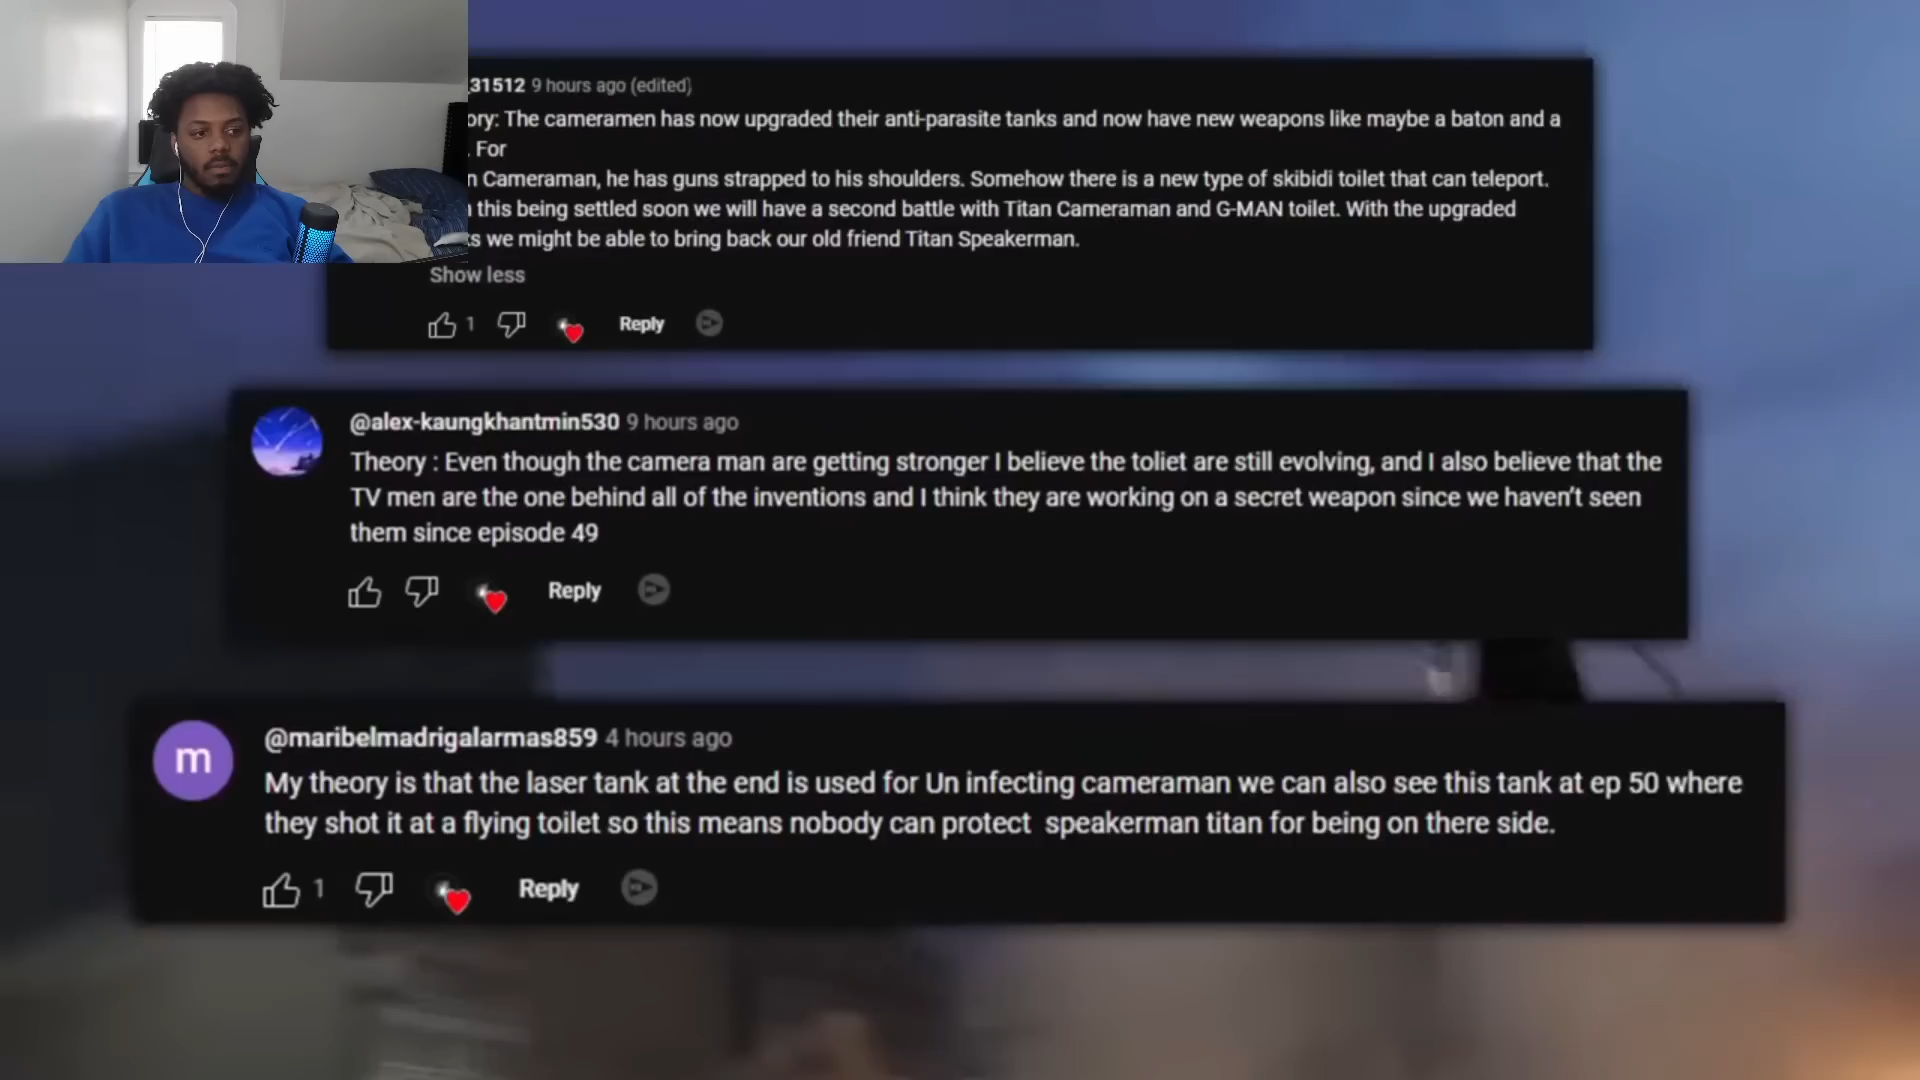 31512 9 hours ago (edited)
ory: The cameramen has now upgraded their anti-parasite tanks and now have new weapons like maybe a baton and a
. For
n Cameraman, he has guns strapped to his shoulders. Somehow there is a new type of skibidi toilet that can teleport.
this being settled soon we will have a second battle with Titan Cameraman and G-MAN toilet. With the upgraded
s we might be able to bring back our old friend Titan Speakerman.
Show less
1 Reply
@alex-kaungkhantmin530 9 hours ago
Theory : Even though the camera man are getting stronger I believe the toliet are still evolving, and I also believe that the
TV men are the one behind all of the inventions and I think they are working on a secret weapon since we haven't seen
them since episode 49
Reply
m
@maribelmadrigalarmas859 4 hours ago
My theory is that the laser tank at the end is used for Un infecting cameraman we can also see this tank at ep 50 where
they shot it at a flying toilet so this means nobody can protect speakerman titan for being on there side.
1 Reply